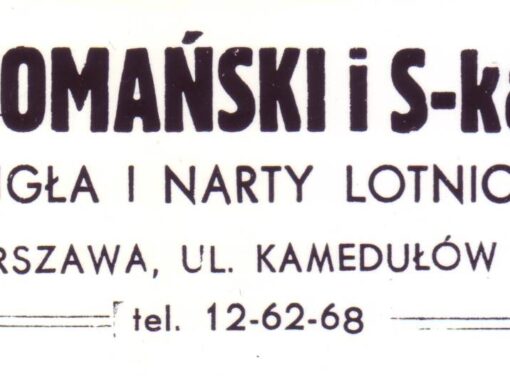 OMAŃSKI i S-ka
IGŁA I NARTY LOTNIC
RSZAWA, UL. KAMEDUŁÓW
tel. 12-62-68